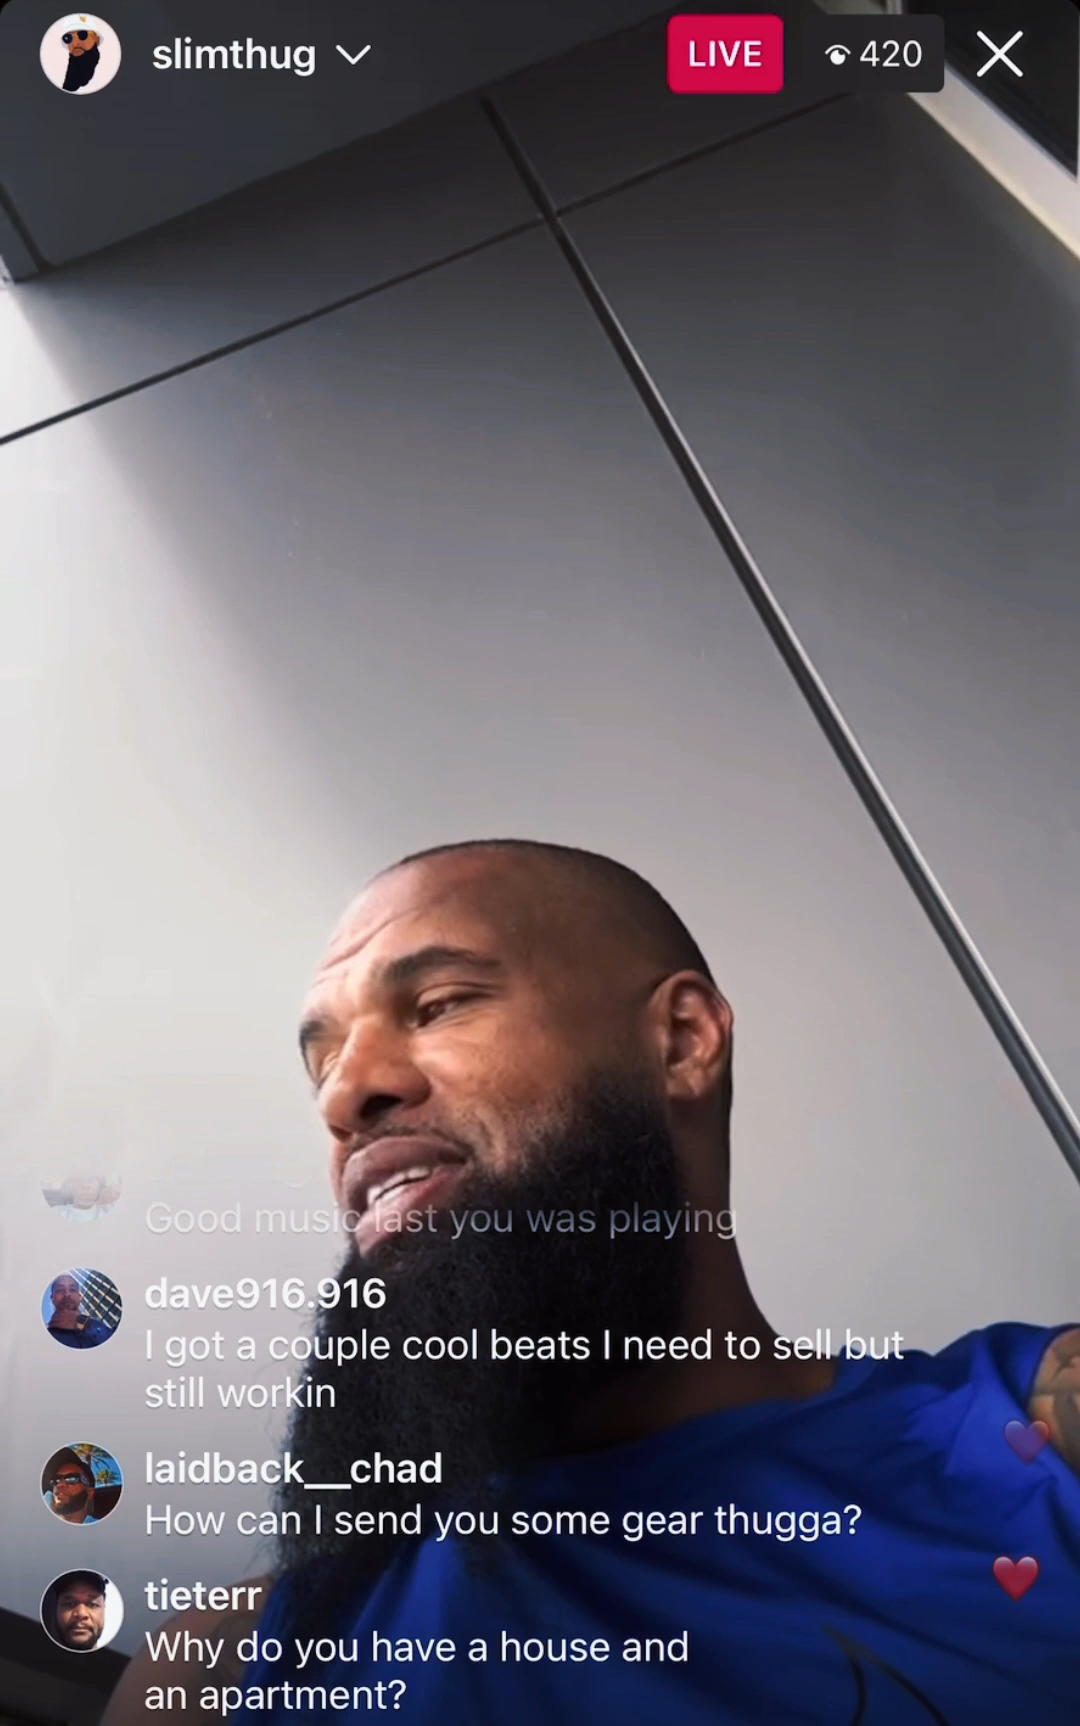 slimthug
LIVE
420
Good music last you was playing
dave916.916
I got a couple cool beats I need to sell but
still workin
laidback__chad
How can I send you some gear thugga?
tieterr
Why do you have a house and
an apartment?